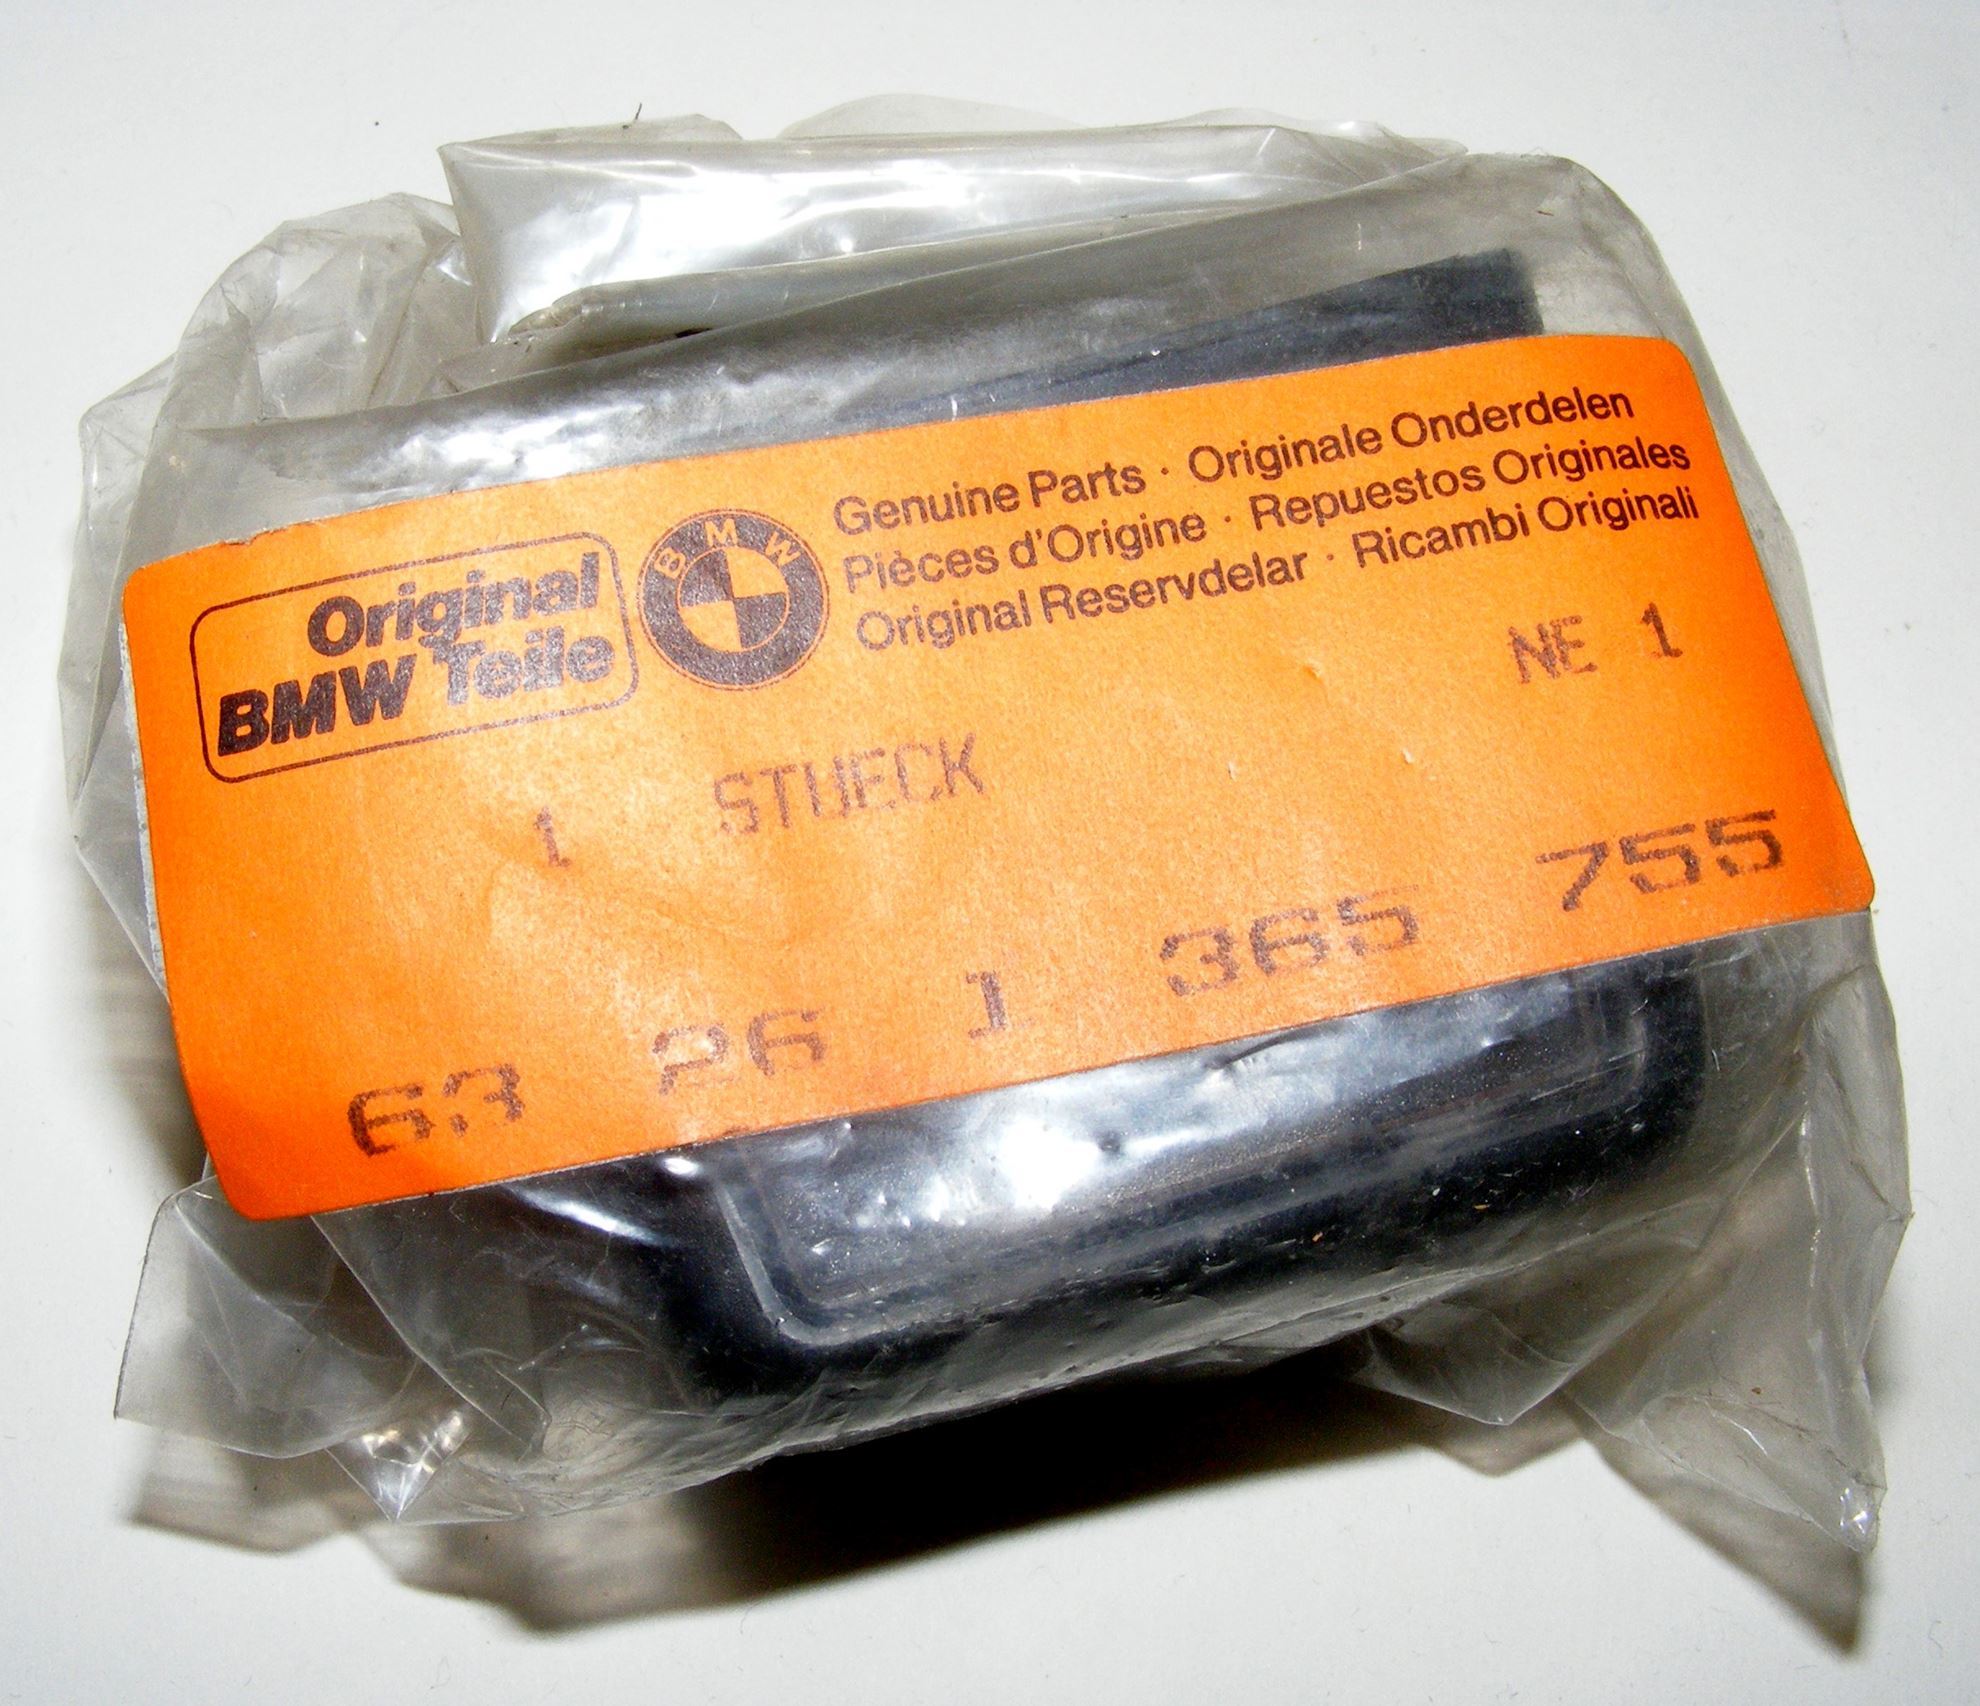 Original
BMW Teile
BMW
Genuine Parts · Originale Onderdelen
Pièces d'Origine · Repuestos Originales
Original Reservdelar · Ricambi Originali
NE 1
1 STUECK
63 26 1 365 755